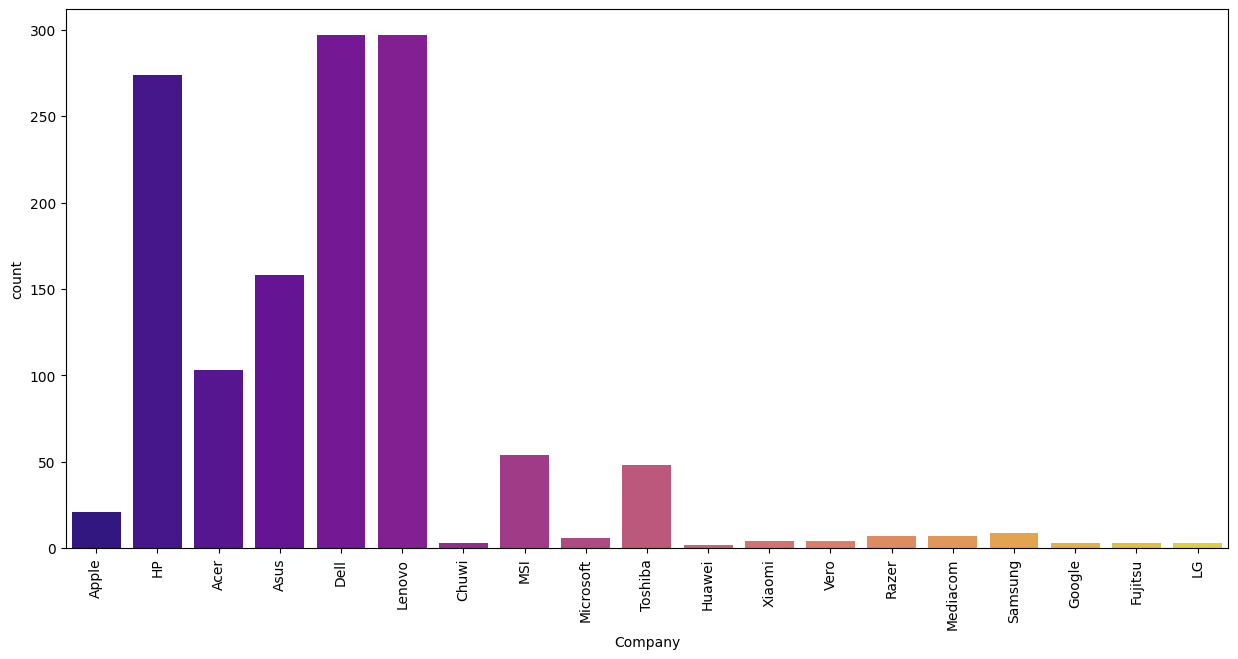 300
250
200
150
100
50
0
count
Apple
HP
Acer
Asus
Dell
Lenovo
Chuwi
MSI
Microsoft
Toshiba
Huawei
Xiaomi
Vero
Razer
Mediacom
Samsung
Google
Fujitsu
LG
Company